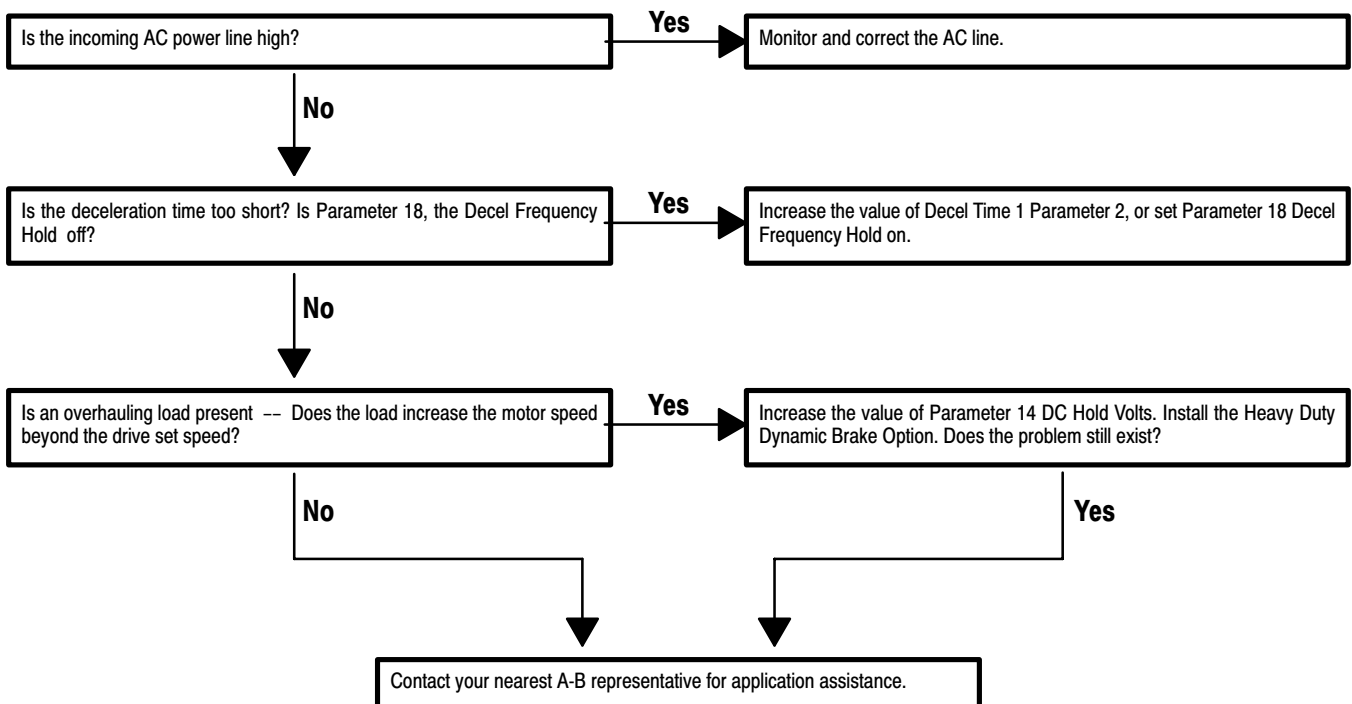 Is the incoming AC power line high?
Yes
Monitor and correct the AC line.
No
Is the deceleration time too short? Is Parameter 18, the Decel Frequency
Hold off?
Yes
Increase the value of Decel Time 1 Parameter 2, or set Parameter 18 Decel
Frequency Hold on.
No
Is an overhauling load present -- Does the load increase the motor speed
beyond the drive set speed?
Yes
Increase the value of Parameter 14 DC Hold Volts. Install the Heavy Duty
Dynamic Brake Option. Does the problem still exist?
No
Yes
Contact your nearest A-B representative for application assistance.